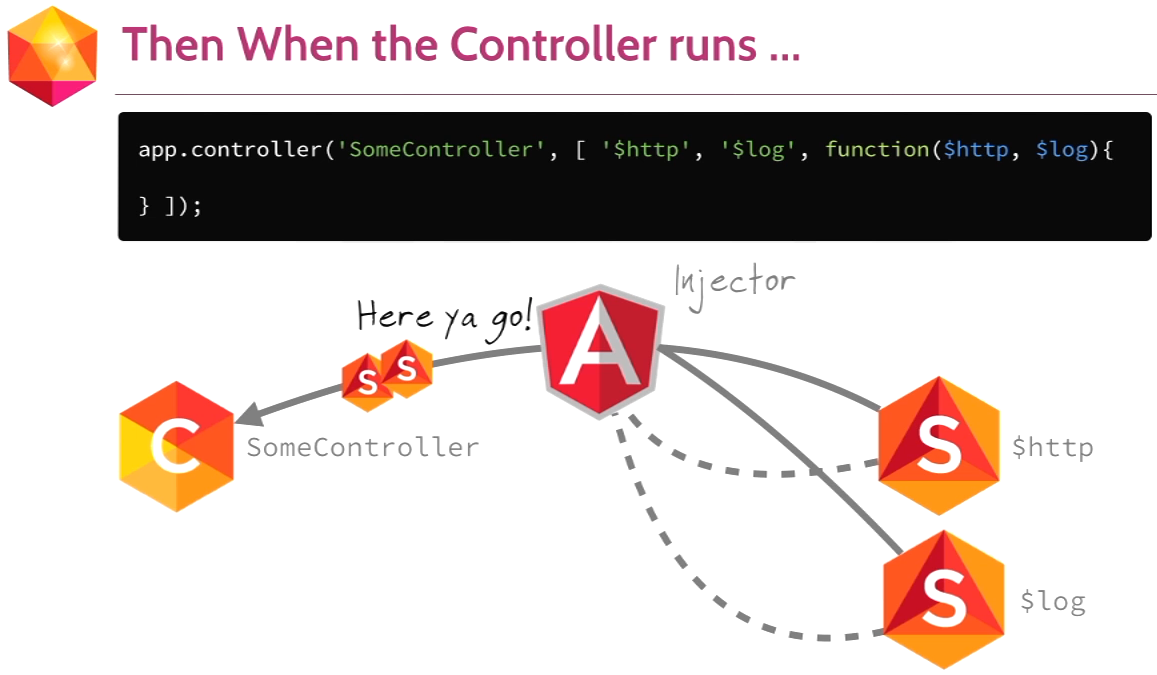 Then When the Controller runs ...
app.controller('SomeController', [ '$http', '$log', function($http, $log){
} ]);
Injector
Here ya go!
A
S S
C
SomeController
S
$http
S
$log